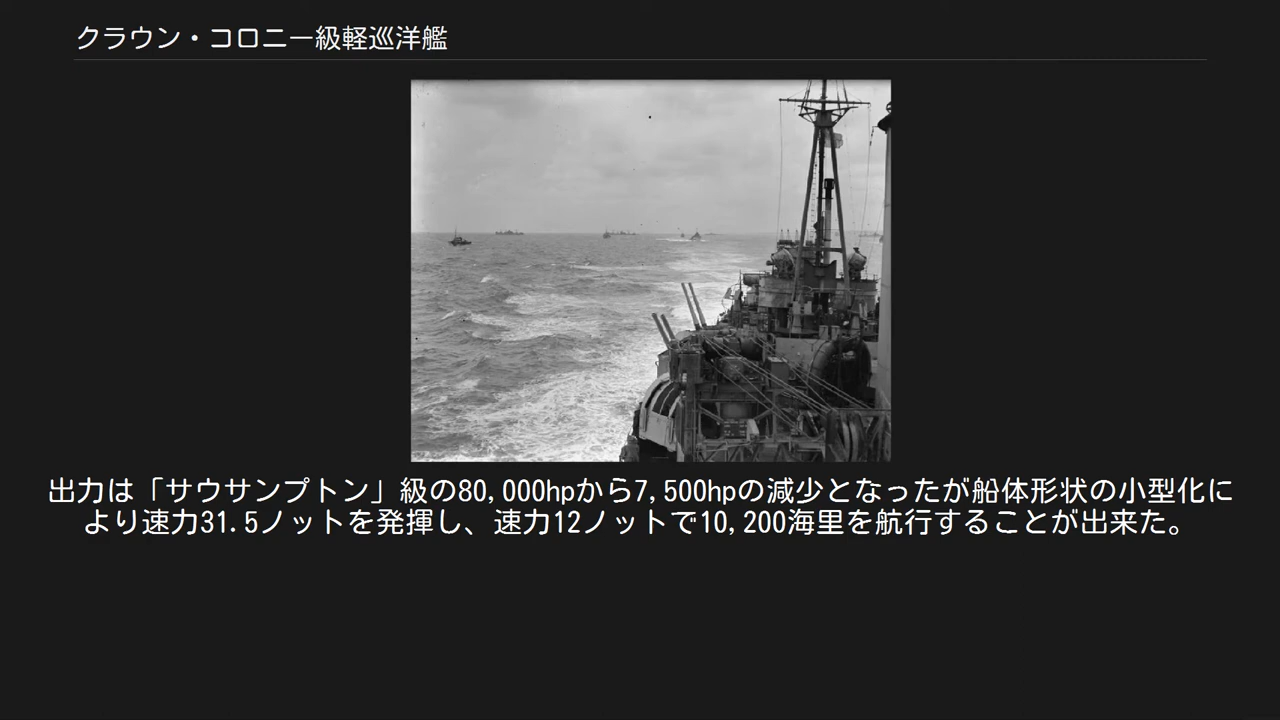 クラウン・コロニー級軽巡洋艦
出力は「サウサンプトン」級の80,000hpから7,500hpの減少となったが船体形状の小型化に
より速力31.5ノットを発揮し、速力12ノットで10,200海里を航行することが出来た。